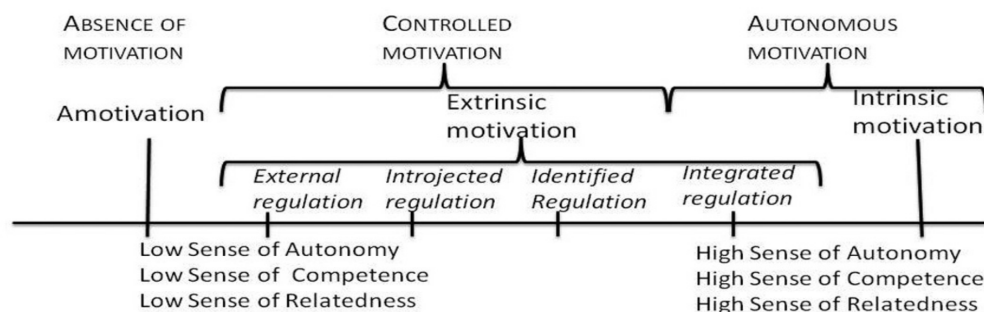 ABSENCE OF
MOTIVATION
CONTROLLED
MOTIVATION
AUTONOMOUS
MOTIVATION
Amotivation
Extrinsic
motivation
Intrinsic
motivation
External
regulation
Introjected
regulation
Identified
Regulation
Integrated
regulation
Low Sense of Autonomy
Low Sense of Competence
Low Sense of Relatedness
High Sense of Autonomy
High Sense of Competence
High Sense of Relatedness